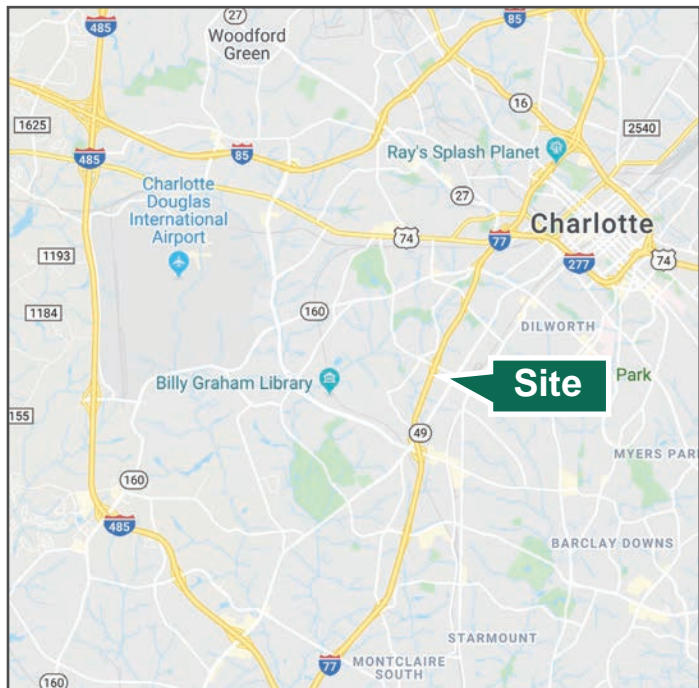 485
27
Woodford
Green
85
16
1625
2540
485
85
Ray's Splash Planet
Charlotte
Douglas
International
Airport
27
74
Charlotte
77
1193
277
74
1184
160
DILWORTH
Billy Graham Library
Site
Park
155
49
MYERS PAR
160
485
BARCLAY DOWNS
STARMOUNT
77
MONTCLAIRE
SOUTH
160